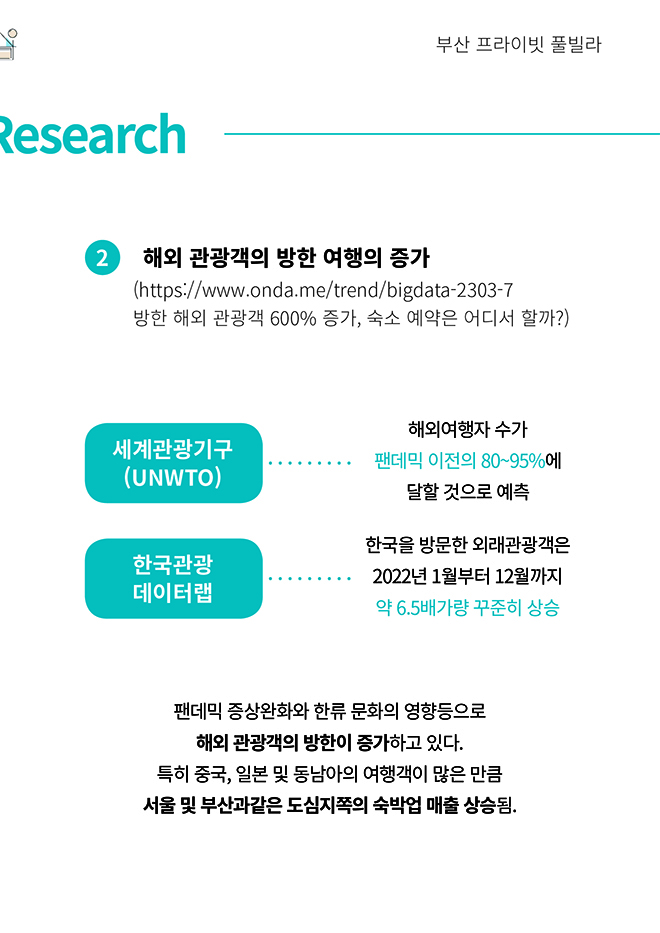 부산 프라이빗 풀빌라
Research
2 해외 관광객의 방한 여행의 증가
(https://www.onda.me/trend/bigdata-2303-7
방한 해외 관광객 600% 증가, 숙소 예약은 어디서 할까?)
세계관광기구
(UNWTO)
해외여행자 수가
팬데믹 이전의 80~95%에
달할 것으로 예측
한국관광
데이터랩
한국을 방문한 외래관광객은
2022년 1월부터 12월까지
약 6.5배가량 꾸준히 상승
팬데믹 증상완화와 한류 문화의 영향등으로
해외 관광객의 방한이 증가하고 있다.
특히 중국, 일본 및 동남아의 여행객이 많은 만큼
서울 및 부산과같은 도심지쪽의 숙박업 매출 상승됨.